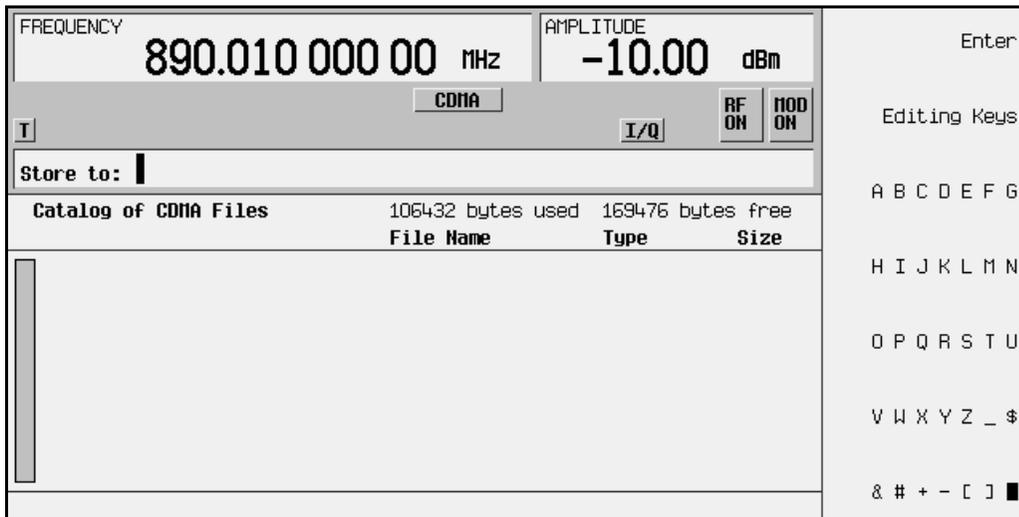 FREQUENCY
890.010 000 00 MHz
AMPLITUDE
-10.00 dBm
CDMA
T
I/Q
RF
ON
MOD
ON
Store to:
Catalog of CDMA Files 106432 bytes used 169476 bytes free
File Name Type Size
Enter
Editing Keys
A B C D E F G
H I J K L M N
O P Q R S T U
V W X Y Z _ $
& # + - [ ]